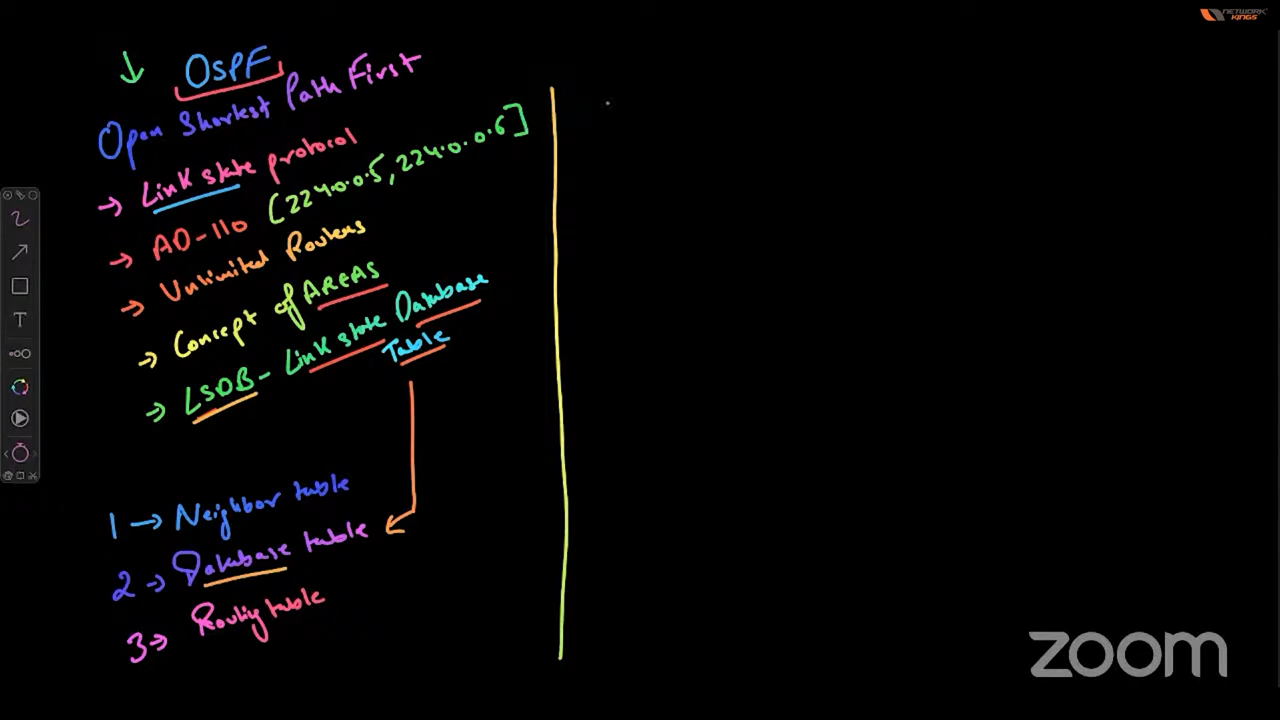 NETWORK
KINGS
↓ OSPF
Open Shortest Path First
→ Link state protocol
→ AD-110 (224.0.0.5, 224.0.0.6]
→ Unlimited Routers
→ Concept of AREAS
→ LSDB - Link state Database
Table
1 → Neighbor table
2 → Database table
3 → Routing table
T
zoom